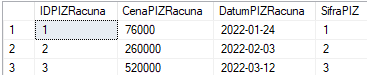 IDPIZRacuna CenaPIZRacuna DatumPIZRacuna SifraPIZ
1 1 76000 2022-01-24 1
2 2 260000 2022-02-03 2
3 3 520000 2022-03-12 3